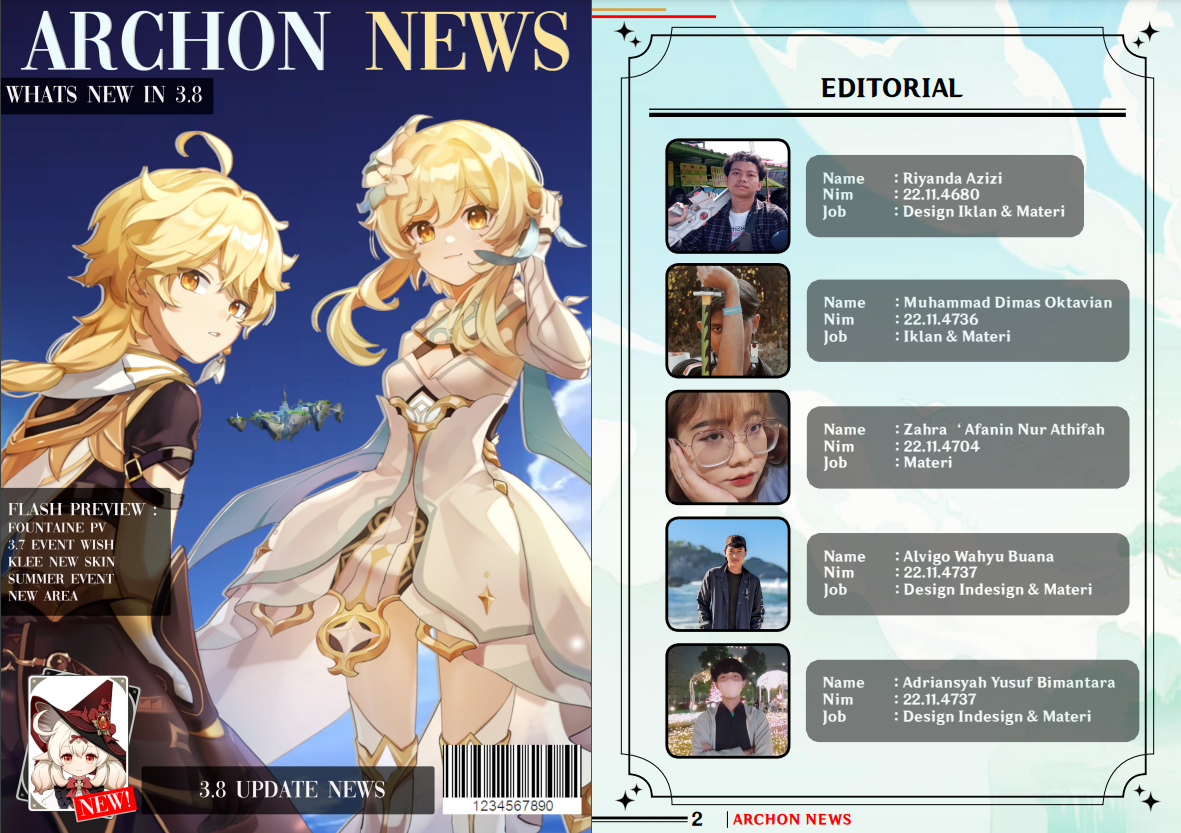 ARCHON NEWS
WHATS NEW IN 3.8
FLASH PREVIEW :
FOUNTAINE PV
3.7 EVENT WISH
KLEE NEW SKIN
SUMMER EVENT
NEW AREA
NEW!
3.8 UPDATE NEWS
1234567890
EDITORIAL
Name : Riyanda Azizi
Nim : 22.11.4680
Job : Design Iklan & Materi
Name : Muhammad Dimas Oktavian
Nim : 22.11.4736
Job : Iklan & Materi
Name : Zahra ‘ Afanin Nur Athifah
Nim : 22.11.4704
Job : Materi
Name : Alvigo Wahyu Buana
Nim : 22.11.4737
Job : Design Indesign & Materi
Name : Adriansyah Yusuf Bimantara
Nim : 22.11.4737
Job : Design Indesign & Materi
2 | ARCHON NEWS